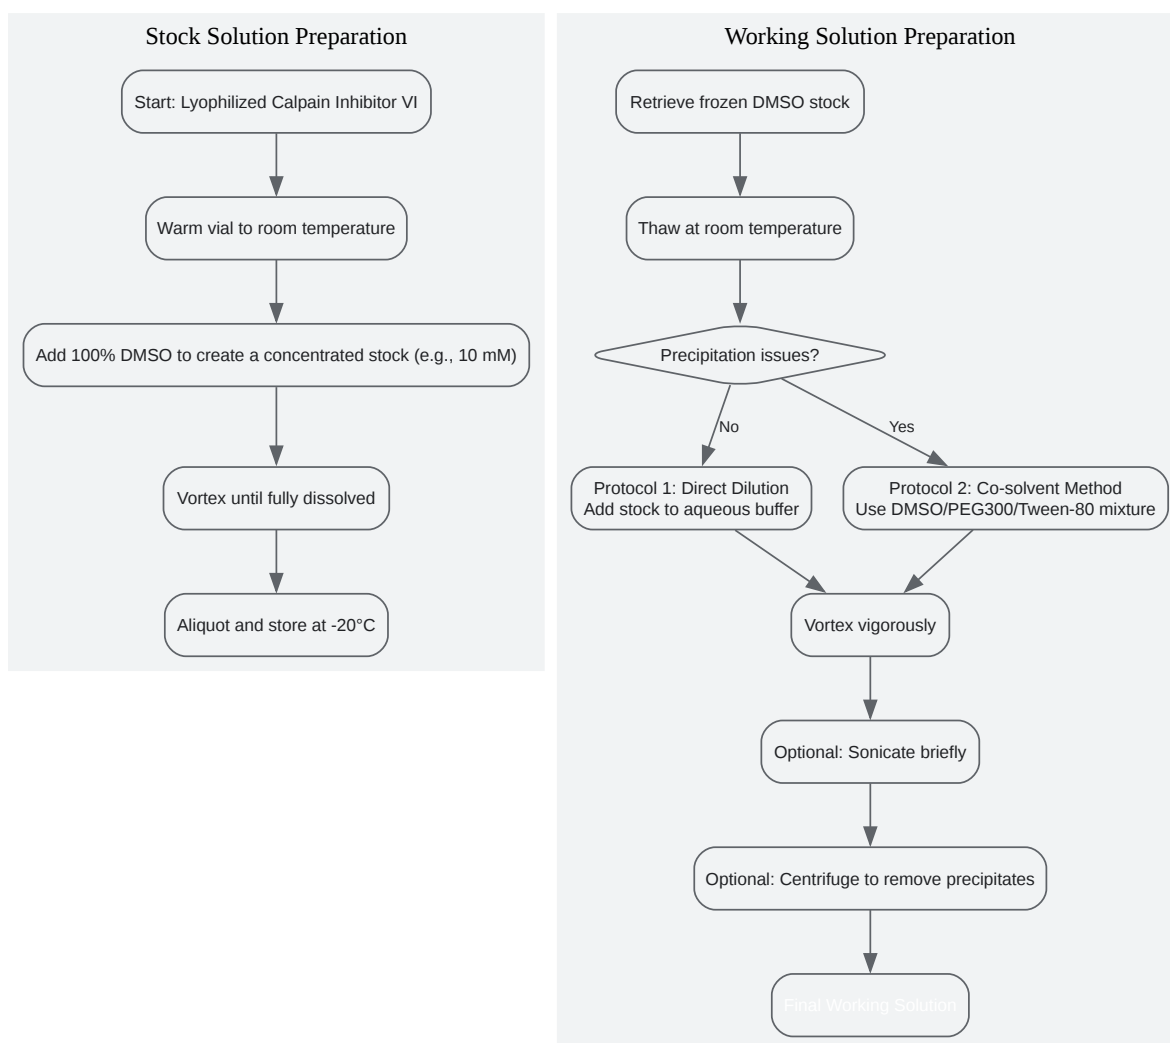 Stock Solution Preparation
Start: Lyophilized Calpain Inhibitor VI
Warm vial to room temperature
Add 100% DMSO to create a concentrated stock (e.g., 10 mM)
Vortex until fully dissolved
Aliquot and store at -20°C
Working Solution Preparation
Retrieve frozen DMSO stock
Thaw at room temperature
Precipitation issues?
No
Yes
Protocol 1: Direct Dilution
Add stock to aqueous buffer
Protocol 2: Co-solvent Method
Use DMSO/PEG300/Tween-80 mixture
Vortex vigorously
Optional: Sonicate briefly
Optional: Centrifuge to remove precipitates
Final Working Solution